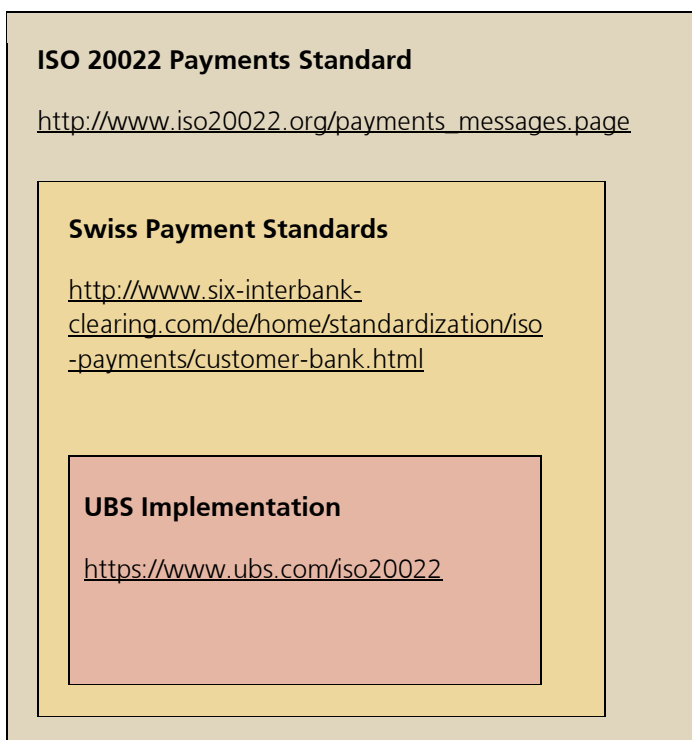 ISO 20022 Payments Standard
http://www.iso20022.org/payments_messages.page
Swiss Payment Standards
http://www.six-interbank-
clearing.com/de/home/standardization/iso
-payments/customer-bank.html
UBS Implementation
https://www.ubs.com/iso20022